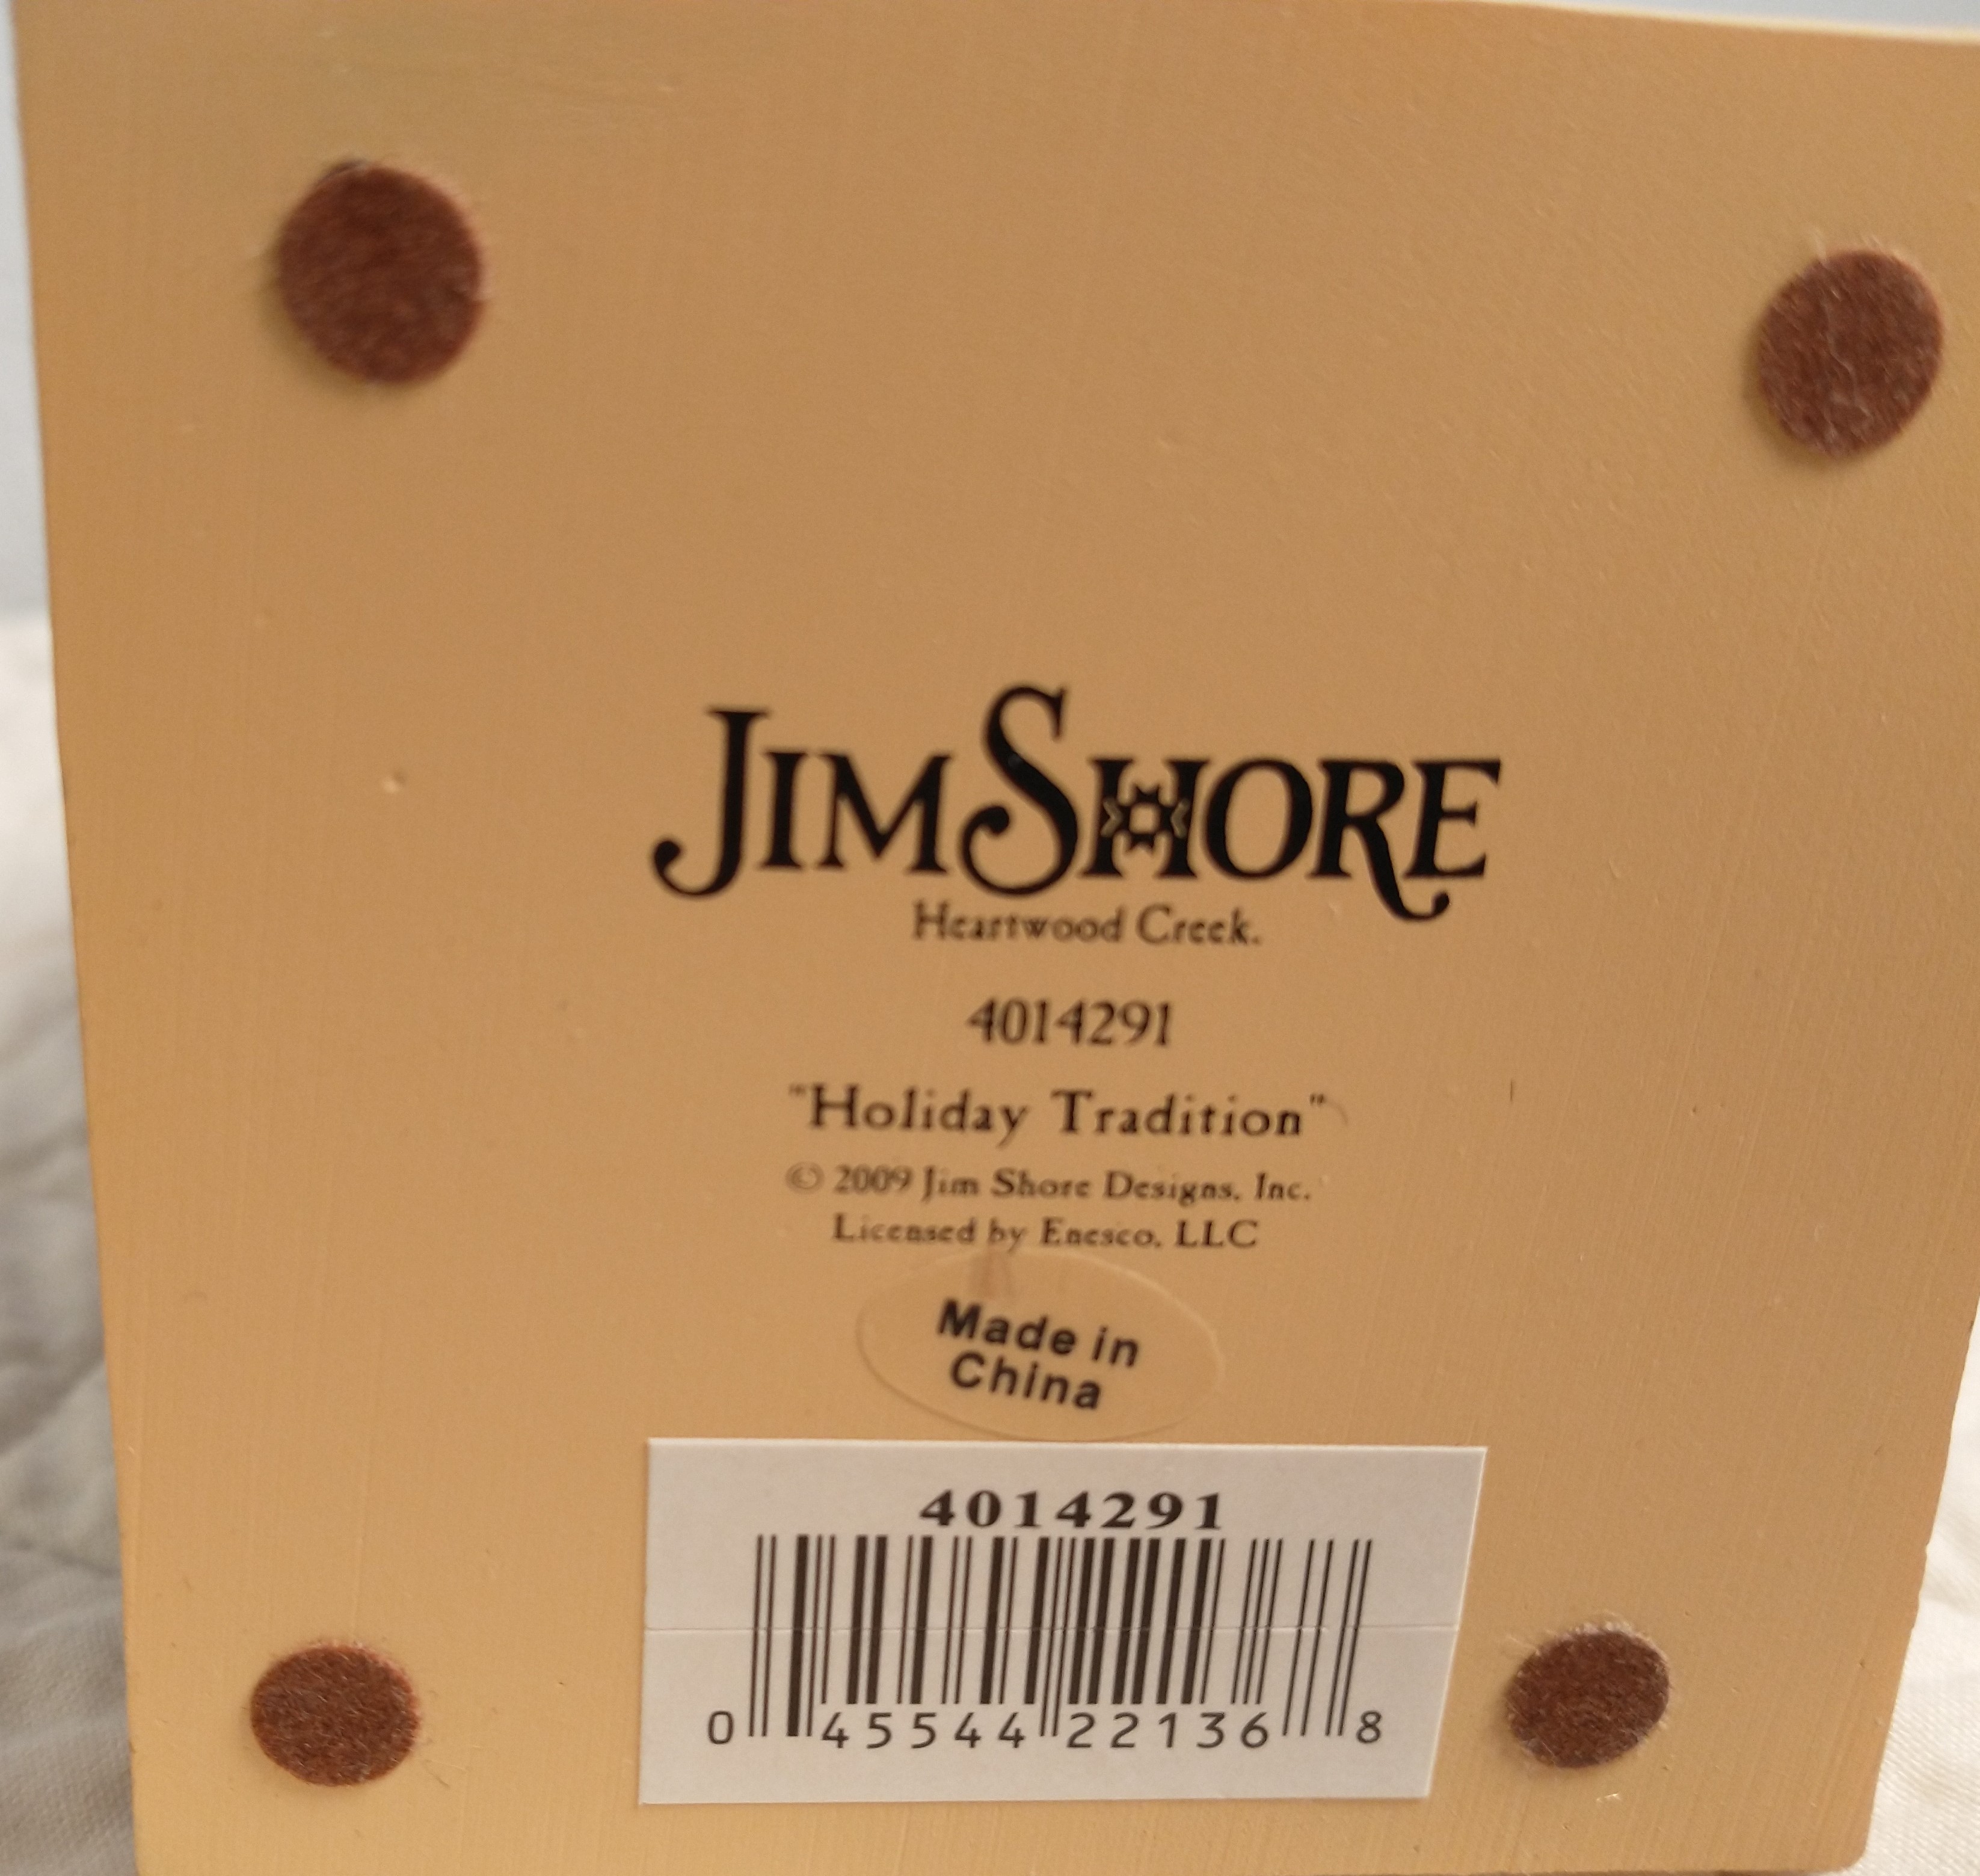 JIM SHORE
Heartwood Creek.
4014291
"Holiday Tradition"
© 2009 Jim Shore Designs, Inc.
Licensed by Enesco, LLC
Made in
China
4014291
0 45544 22136 8